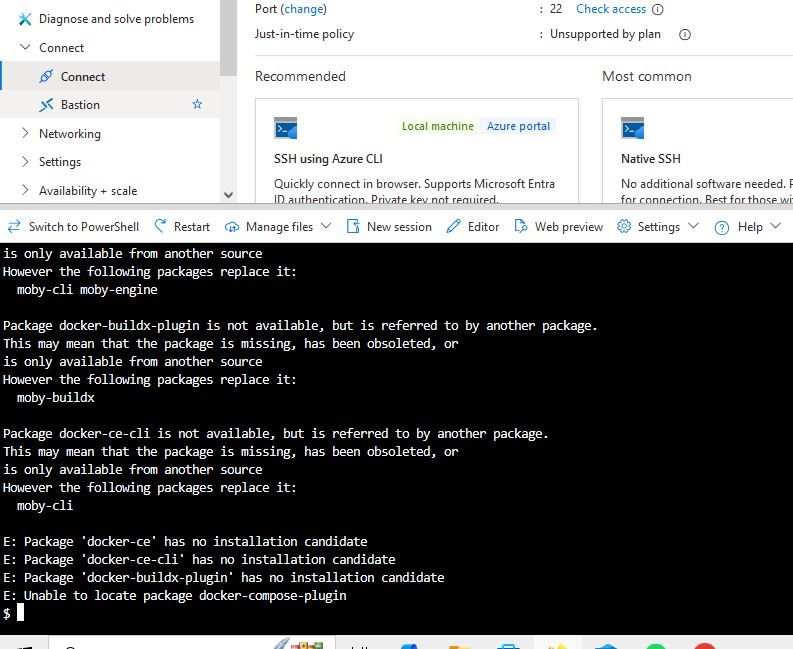 Diagnose and solve problems
Connect
Connect
Bastion
Networking
Settings
Availability + scale
Port (change) : 22 Check access
Just-in-time policy : Unsupported by plan
Recommended
Most common
Local machine Azure portal
SSH using Azure CLI
Quickly connect in browser. Supports Microsoft Entra
ID authentication. Private key not required.
Native SSH
No additional software needed.
for connection. Best for those
Switch to PowerShell Restart Manage files New session Editor Web preview Settings Help
is only available from another source
However the following packages replace it:
moby-cli moby-engine
Package docker-buildx-plugin is not available, but is referred to by another package.
This may mean that the package is missing, has been obsoleted, or
is only available from another source
However the following packages replace it:
moby-buildx
Package docker-ce-cli is not available, but is referred to by another package.
This may mean that the package is missing, has been obsoleted, or
is only available from another source
However the following packages replace it:
moby-cli
E: Package 'docker-ce' has no installation candidate
E: Package 'docker-ce-cli' has no installation candidate
E: Package 'docker-buildx-plugin' has no installation candidate
E: Unable to locate package docker-compose-plugin
$